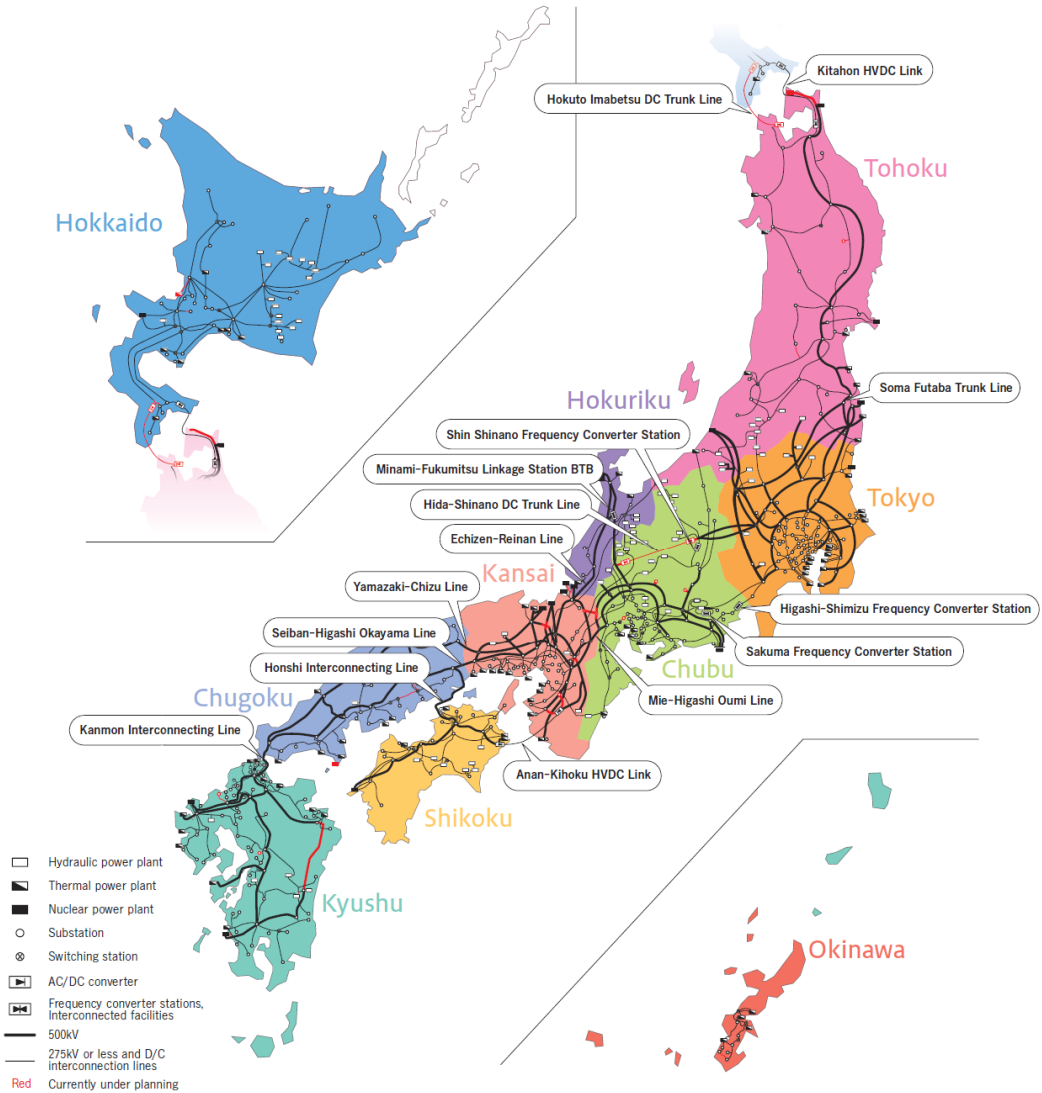 Kitahon HVDC Link
Hokuto Imabetsu DC Trunk Line
Tohoku
Hokkaido
Soma Futaba Trunk Line
Hokuriku
Shin Shinano Frequency Converter Station
Minami-Fukumitsu Linkage Station BTB
Tokyo
Hida-Shinano DC Trunk Line
Echizen-Reinan Line
Kansai
Yamazaki-Chizu Line
Higashi-Shimizu Frequency Converter Station
Seiban-Higashi Okayama Line
Sakuma Frequency Converter Station
Honshi Interconnecting Line
Chubu
Chugoku
Mie-Higashi Oumi Line
Kanmon Interconnecting Line
Anan-Kihoku HVDC Link
Shikoku
Kyushu
Okinawa
Hydraulic power plant
Thermal power plant
Nuclear power plant
Substation
Switching station
AC/DC converter
Frequency converter stations,
Interconnected facilities
500kV
275kV or less and D/C
interconnection lines
Red Currently under planning